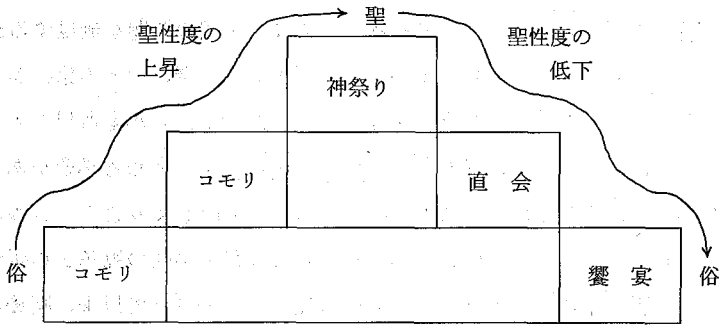 聖
聖性度の
上昇
聖性度の
低下
神祭り
コモリ
直会
俗
コモリ
饗宴
俗